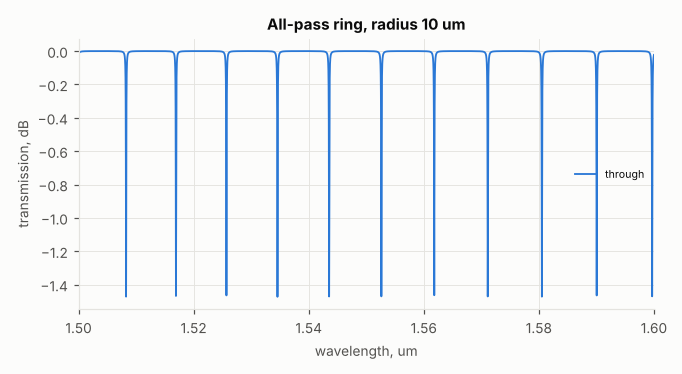 All-pass ring, radius 10 um
0.0
−0.2
−0.4
−0.6
−0.8
−1.0
−1.2
−1.4
transmission, dB
through
1.50 1.52 1.54 1.56 1.58 1.60
wavelength, um